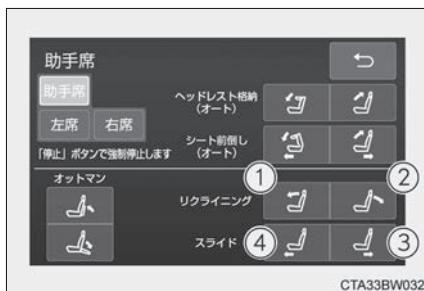 助手席
助手席
左席 右席
「停止」ボタンで強制停止します
ヘッドレスト格納
（オート）
シート前倒し
（オート）
オットマン
リクライニング
スライド
1
2
4
3
CTA33BW032